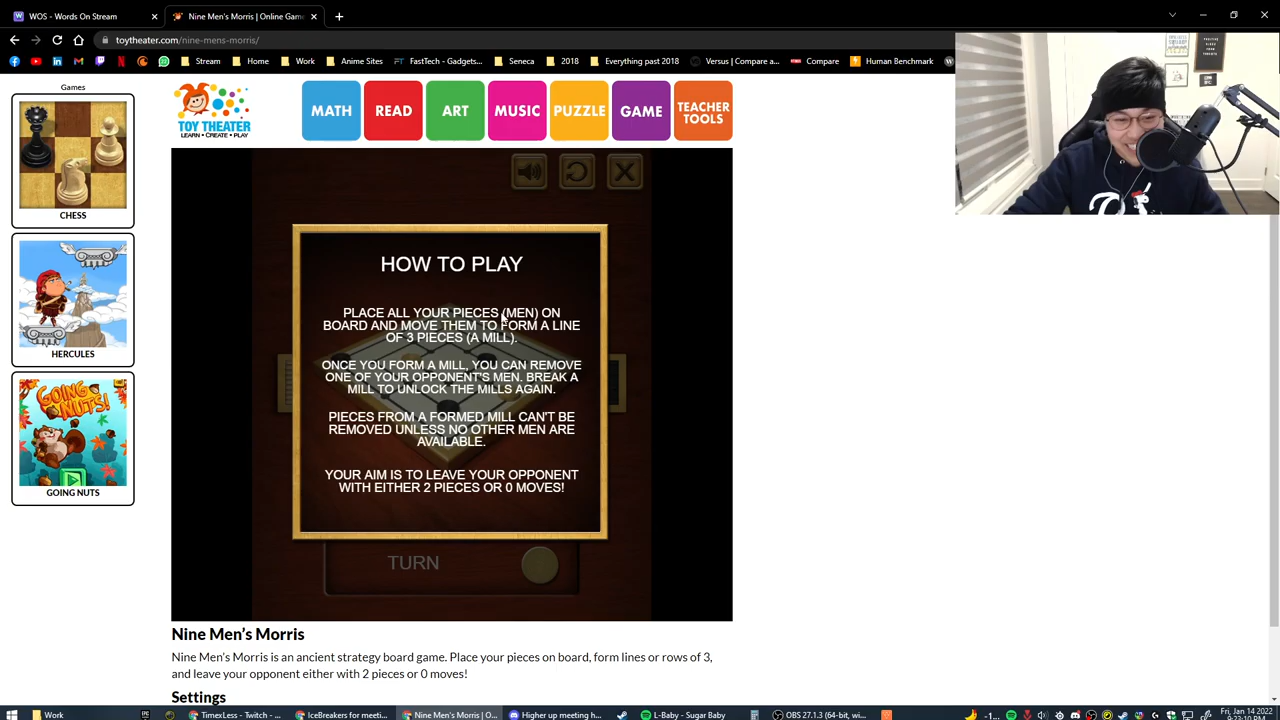 WOS - Words On Stream
Nine Men's Morris | Online Gam
toytheater.com/nine-mens-morris/
Stream
Home
Work
Anime Sites
FastTech - Gadget
Seneca
2018
Everything past 2018
Versus | Compare a...
Compare
Human Benchmark
Games
CHESS
HERCULES
GOING NUTS!
GOING NUTS
TOY THEATER
LEARN • CREATE • PLAY
MATH
READ
ART
MUSIC
PUZZLE
GAME
TEACHER
TOOLS
HOW TO PLAY
PLACE ALL YOUR PIECES (MEN) ON
BOARD AND MOVE THEM TO FORM A LINE
OF 3 PIECES (A MILL).
ONCE YOU FORM A MILL, YOU CAN REMOVE
ONE OF YOUR OPPONENT'S MEN. BREAK A
MILL TO UNLOCK THE MILLS AGAIN.
PIECES FROM A FORMED MILL CAN'T BE
REMOVED UNLESS NO OTHER MEN ARE
AVAILABLE.
YOUR AIM IS TO LEAVE YOUR OPPONENT
WITH EITHER 2 PIECES OR 0 MOVES!
TURN
Nine Men's Morris
Nine Men's Morris is an ancient strategy board game. Place your pieces on board, form lines or rows of 3,
and leave your opponent either with 2 pieces or 0 moves!
Settings
Work
TimexLess - Twitch - ...
IceBreakers for meeti...
Nine Men's Morris | O...
Higher up meeting h...
L-Baby - Sugar Baby
OBS 27.1.3 (64-bit, wi...
Fri, Jan 14 2022